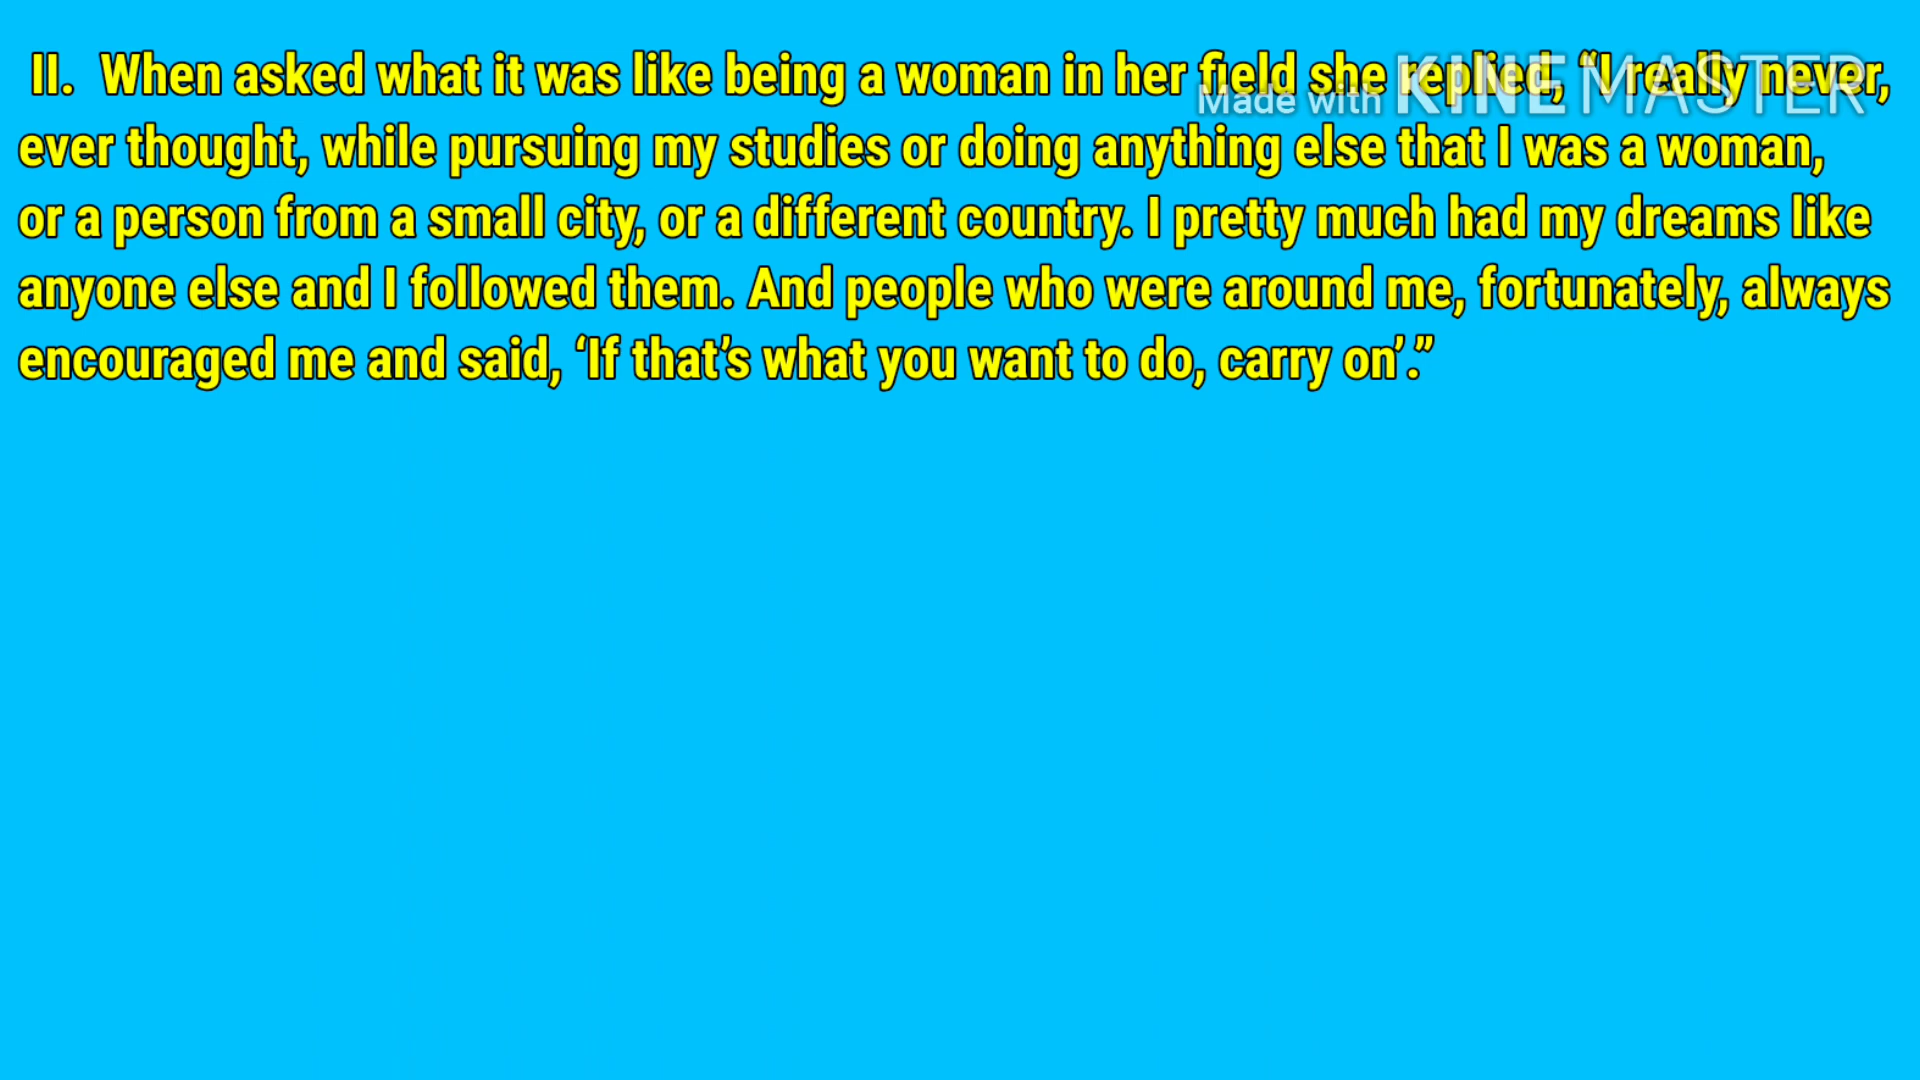 II. When asked what it was like being a woman in her field she replied, “I really never,
Made with KINEMASTER
ever thought, while pursuing my studies or doing anything else that I was a woman,
or a person from a small city, or a different country. I pretty much had my dreams like
anyone else and I followed them. And people who were around me, fortunately, always
encouraged me and said, ‘If that’s what you want to do, carry on’.”